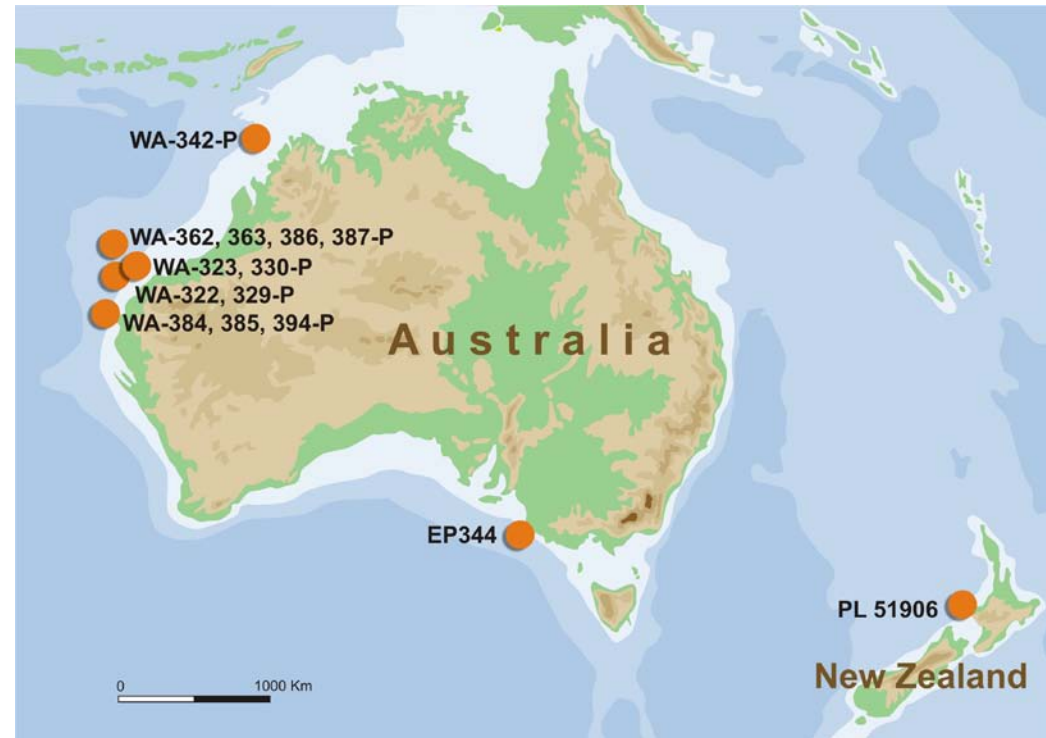 WA-342-P
WA-362, 363, 386, 387-P
WA-323, 330-P
WA-322, 329-P
WA-384, 385, 394-P
Australia
EP344
PL 51906
New Zealand
0 1000 Km